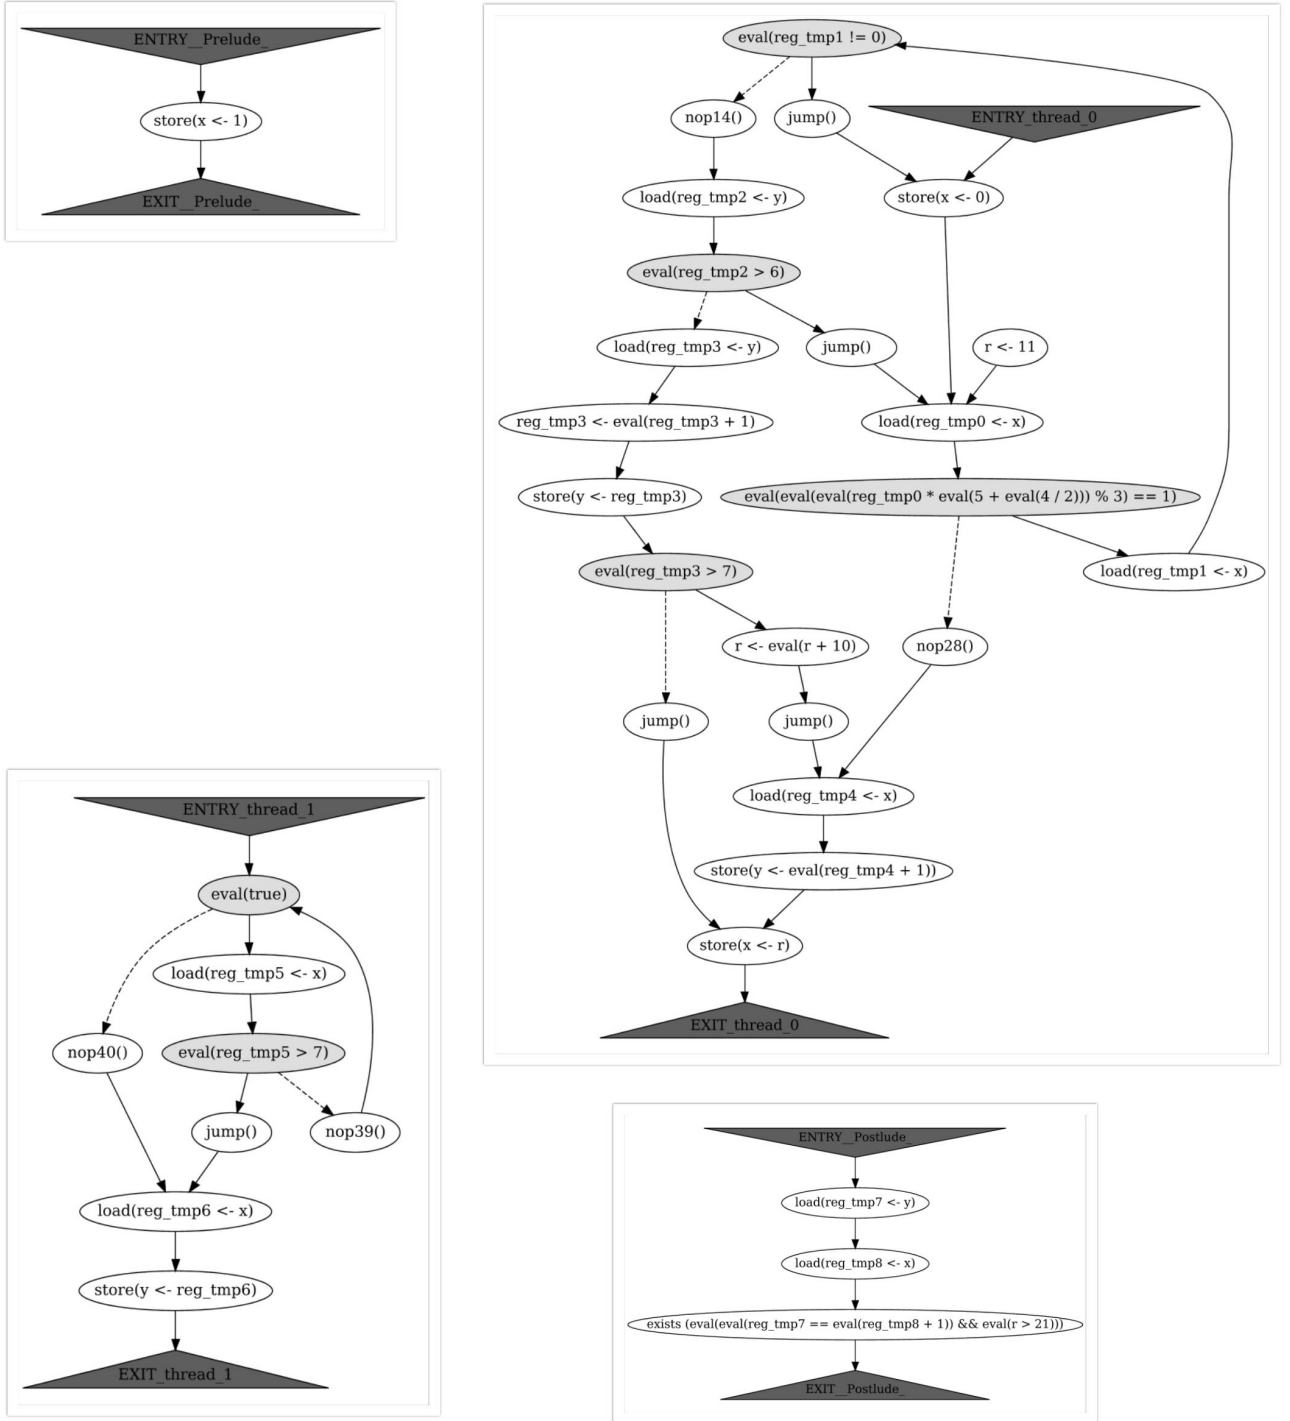 ENTRY__Prelude_
store(x <- 1)
EXIT__Prelude_
eval(reg_tmp1 != 0)
nop14()
jump()
ENTRY_thread_0
load(reg_tmp2 <- y)
store(x <- 0)
eval(reg_tmp2 > 6)
load(reg_tmp3 <- y)
jump()
r <- 11
reg_tmp3 <- eval(reg_tmp3 + 1)
load(reg_tmp0 <- x)
store(y <- reg_tmp3)
eval(eval(eval(reg_tmp0 * eval(5 + eval(4 / 2))) % 3) == 1)
eval(reg_tmp3 > 7)
load(reg_tmp1 <- x)
r <- eval(r + 10)
nop28()
jump()
jump()
load(reg_tmp4 <- x)
store(y <- eval(reg_tmp4 + 1))
store(x <- r)
EXIT_thread_0
ENTRY_thread_1
eval(true)
load(reg_tmp5 <- x)
nop40()
eval(reg_tmp5 > 7)
jump()
nop39()
load(reg_tmp6 <- x)
store(y <- reg_tmp6)
EXIT_thread_1
ENTRY__Postlude_
load(reg_tmp7 <- y)
load(reg_tmp8 <- x)
exists (eval(eval(reg_tmp7 == eval(reg_tmp8 + 1)) && eval(r > 21)))
EXIT__Postlude_